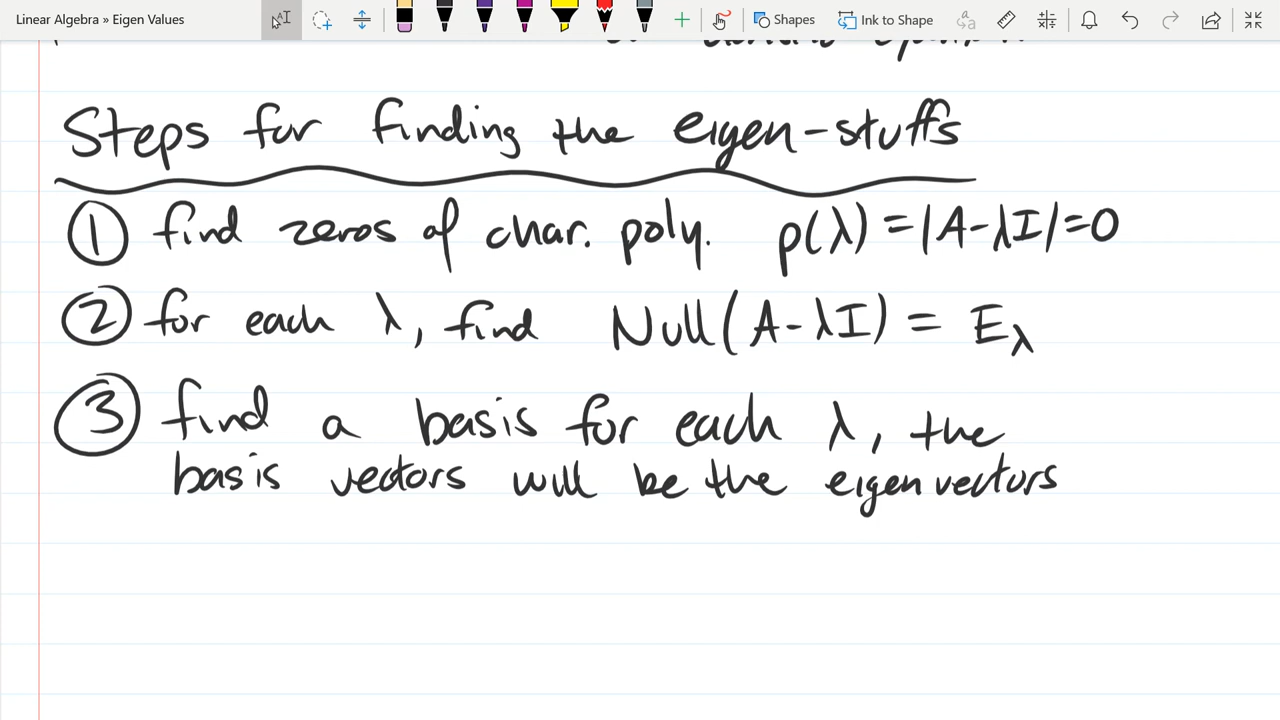 Linear Algebra » Eigen Values
Shapes
Ink to Shape
Steps for finding the eigen-stuffs
① find zeros of char. poly. p(λ)=|A-λI|=0
② for each λ, find Null(A-λI) = E_λ
③ find a basis for each λ, the
basis vectors will be the eigenvectors